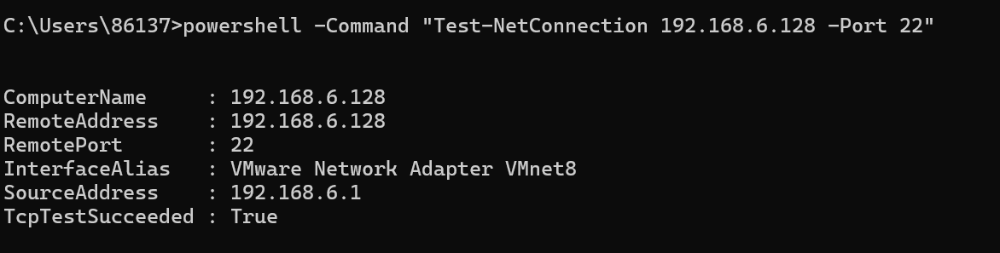 C:\Users\86137>powershell -Command "Test-NetConnection 192.168.6.128 -Port 22"
ComputerName     : 192.168.6.128
RemoteAddress    : 192.168.6.128
RemotePort       : 22
InterfaceAlias   : VMware Network Adapter VMnet8
SourceAddress    : 192.168.6.1
TcpTestSucceeded : True